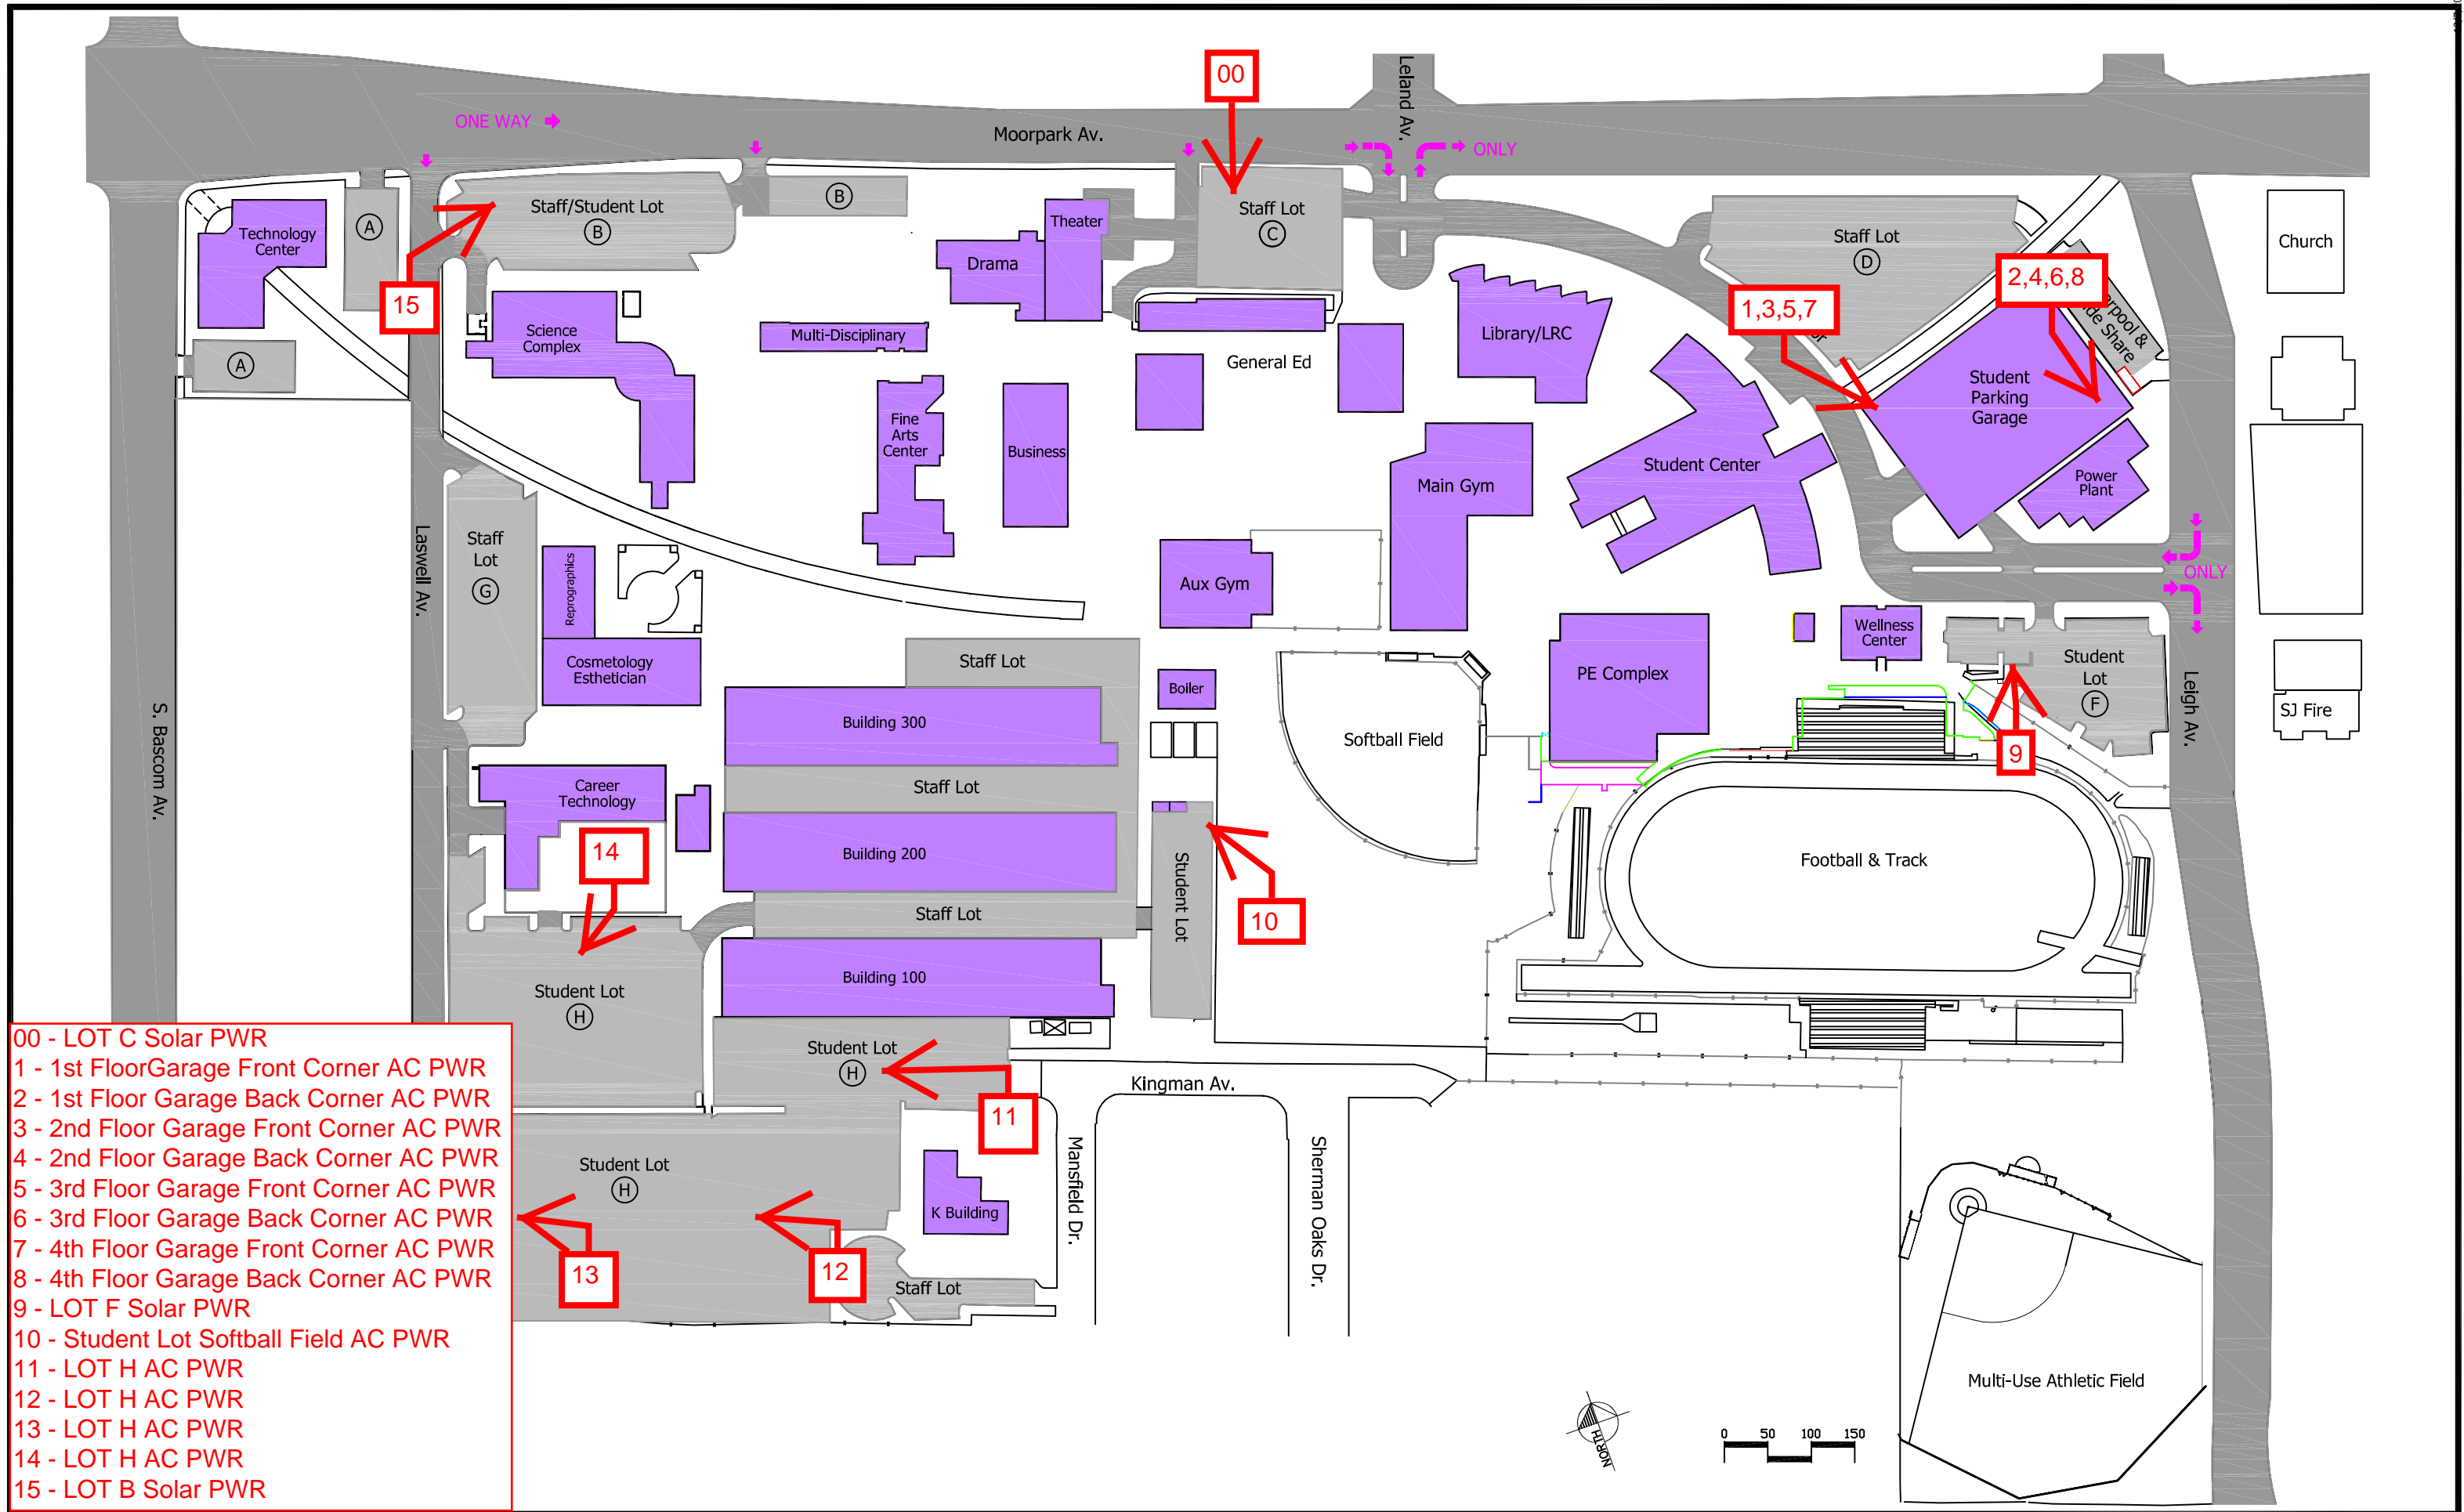 00
Leland Av.
ONE WAY
Moorpark Av.
ONLY
Technology
Center
A
Staff/Student Lot
B
B
Theater
Drama
Staff Lot
C
Staff Lot
D
Church
15
2,4,6,8
1,3,5,7
Science
Complex
Multi-Disciplinary
General Ed
Library/LRC
Share
A
Student
Parking
Garage
Fine
Arts
Center
Business
Main Gym
Student Center
Power
Plant
Laswell Av.
Staff
Lot
G
Reprographics
Aux Gym
ONLY
Wellness
Center
Cosmetology
Esthetician
Staff Lot
Boiler
PE Complex
Student
Lot
F
Leigh Av.
SJ Fire
S. Bascom Av.
Building 300
Softball Field
9
Career
Technology
Staff Lot
14
Building 200
Student Lot
Football & Track
10
Staff Lot
Building 100
Student Lot
H
Student Lot
H
Kingman Av.
11
Mansfield Dr.
Sherman Oaks Dr.
Student Lot
H
K Building
13
12
Staff Lot
Multi-Use Athletic Field
NORTH
0 50 100 150
00 - LOT C Solar PWR
1 - 1st FloorGarage Front Corner AC PWR
2 - 1st Floor Garage Back Corner AC PWR
3 - 2nd Floor Garage Front Corner AC PWR
4 - 2nd Floor Garage Back Corner AC PWR
5 - 3rd Floor Garage Front Corner AC PWR
6 - 3rd Floor Garage Back Corner AC PWR
7 - 4th Floor Garage Front Corner AC PWR
8 - 4th Floor Garage Back Corner AC PWR
9 - LOT F Solar PWR
10 - Student Lot Softball Field AC PWR
11 - LOT H AC PWR
12 - LOT H AC PWR
13 - LOT H AC PWR
14 - LOT H AC PWR
15 - LOT B Solar PWR